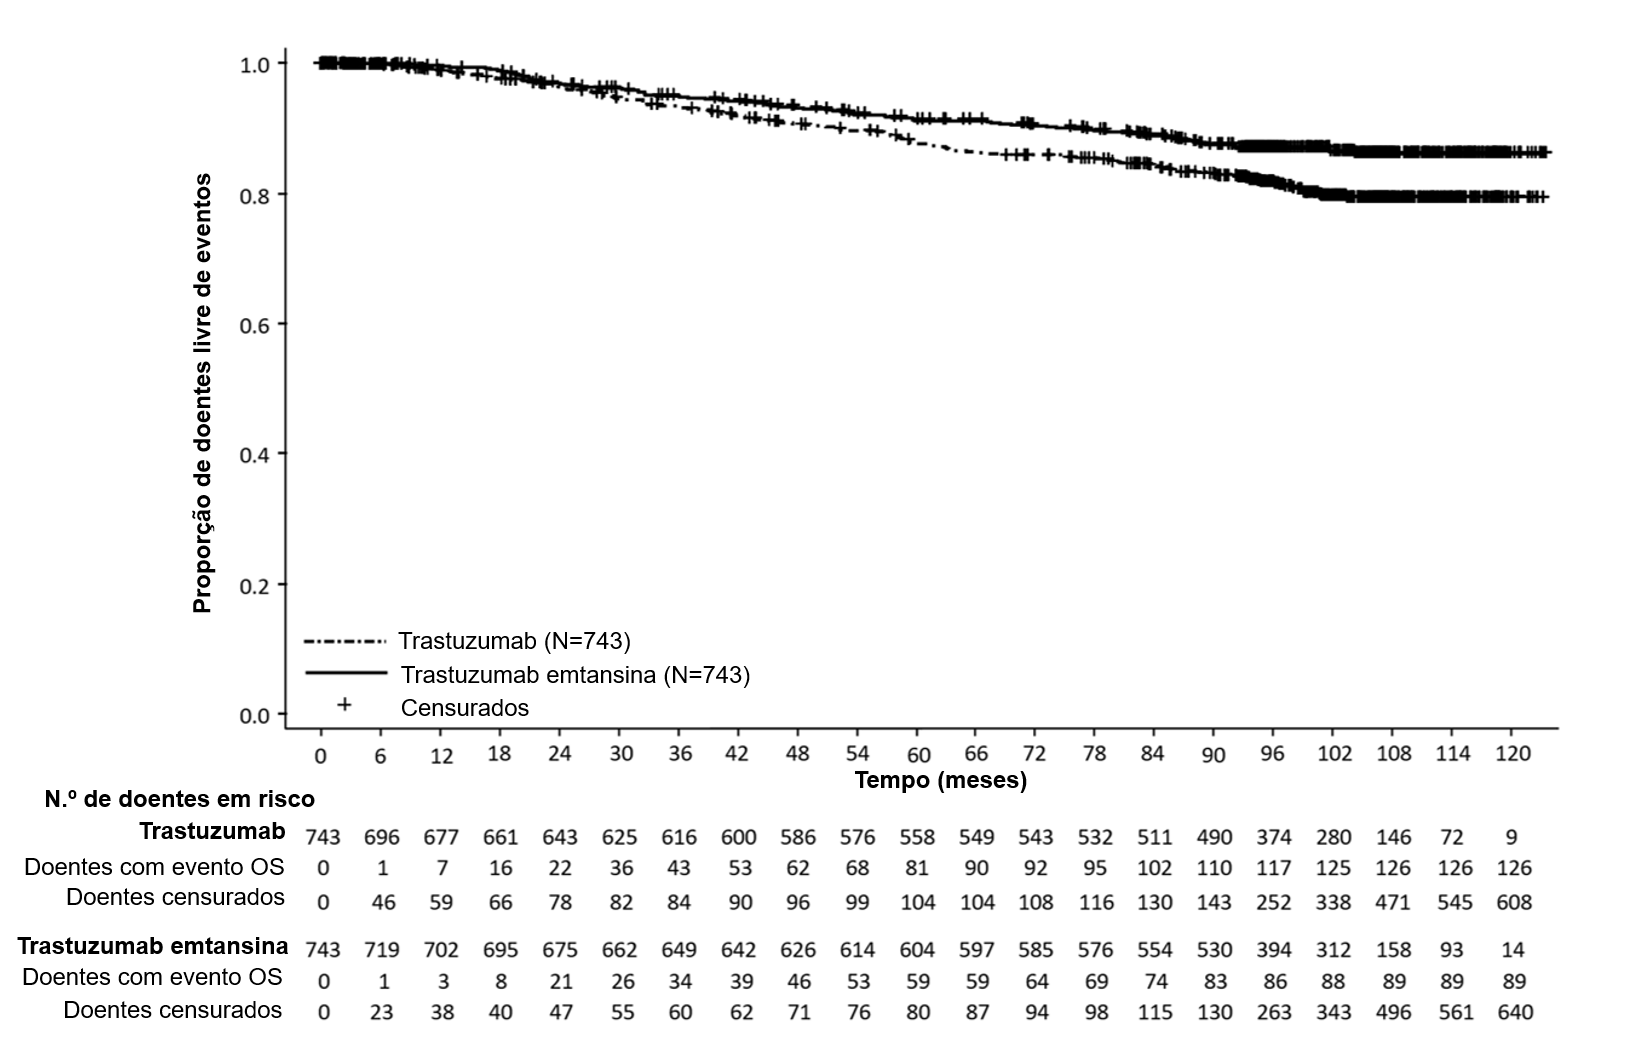 1.0
0.8
0.6
0.4
0.2
0.0
Proporção de doentes livre de eventos
Trastuzumab (N=743)
Trastuzumab emtansina (N=743)
Censurados
0 6 12 18 24 30 36 42 48 54 60 66 72 78 84 90 96 102 108 114 120
Tempo (meses)
N.º de doentes em risco
Trastuzumab 743 696 677 661 643 625 616 600 586 576 558 549 543 532 511 490 374 280 146 72 9
Doentes com evento OS 0 1 7 16 22 36 43 53 62 68 81 90 92 95 102 110 117 125 126 126 126
Doentes censurados 0 46 59 66 78 82 84 90 96 99 104 104 108 116 130 143 252 338 471 545 608
Trastuzumab emtansina 743 719 702 695 675 662 649 642 626 614 604 597 585 576 554 530 394 312 158 93 14
Doentes com evento OS 0 1 3 8 21 26 34 39 46 53 59 59 64 69 74 83 86 88 89 89 89
Doentes censurados 0 23 38 40 47 55 60 62 71 76 80 87 94 98 115 130 263 343 496 561 640